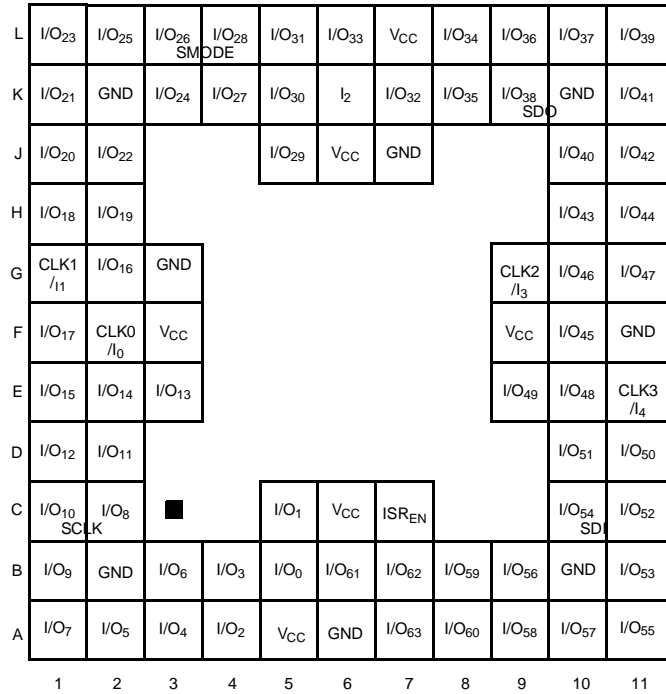 L I/O23 I/O25 I/O26 I/O28 I/O31 I/O33 VCC I/O34 I/O36 I/O37 I/O39
SMODE
K I/O21 GND I/O24 I/O27 I/O30 I2 I/O32 I/O35 I/O38 GND I/O41
SDO
J I/O20 I/O22 I/O29 VCC GND I/O40 I/O42
H I/O18 I/O19 I/O43 I/O44
G CLK1 /I1 I/O16 GND CLK2 /I3 I/O46 I/O47
F I/O17 CLK0 /I0 VCC VCC I/O45 GND
E I/O15 I/O14 I/O13 I/O49 I/O48 CLK3 /I4
D I/O12 I/O11 I/O51 I/O50
C I/O10 I/O8 I/O1 VCC ISREN I/O54 I/O52
SCLK SDI
B I/O9 GND I/O6 I/O3 I/O0 I/O61 I/O62 I/O59 I/O56 GND I/O53
A I/O7 I/O5 I/O4 I/O2 VCC GND I/O63 I/O60 I/O58 I/O57 I/O55
1 2 3 4 5 6 7 8 9 10 11